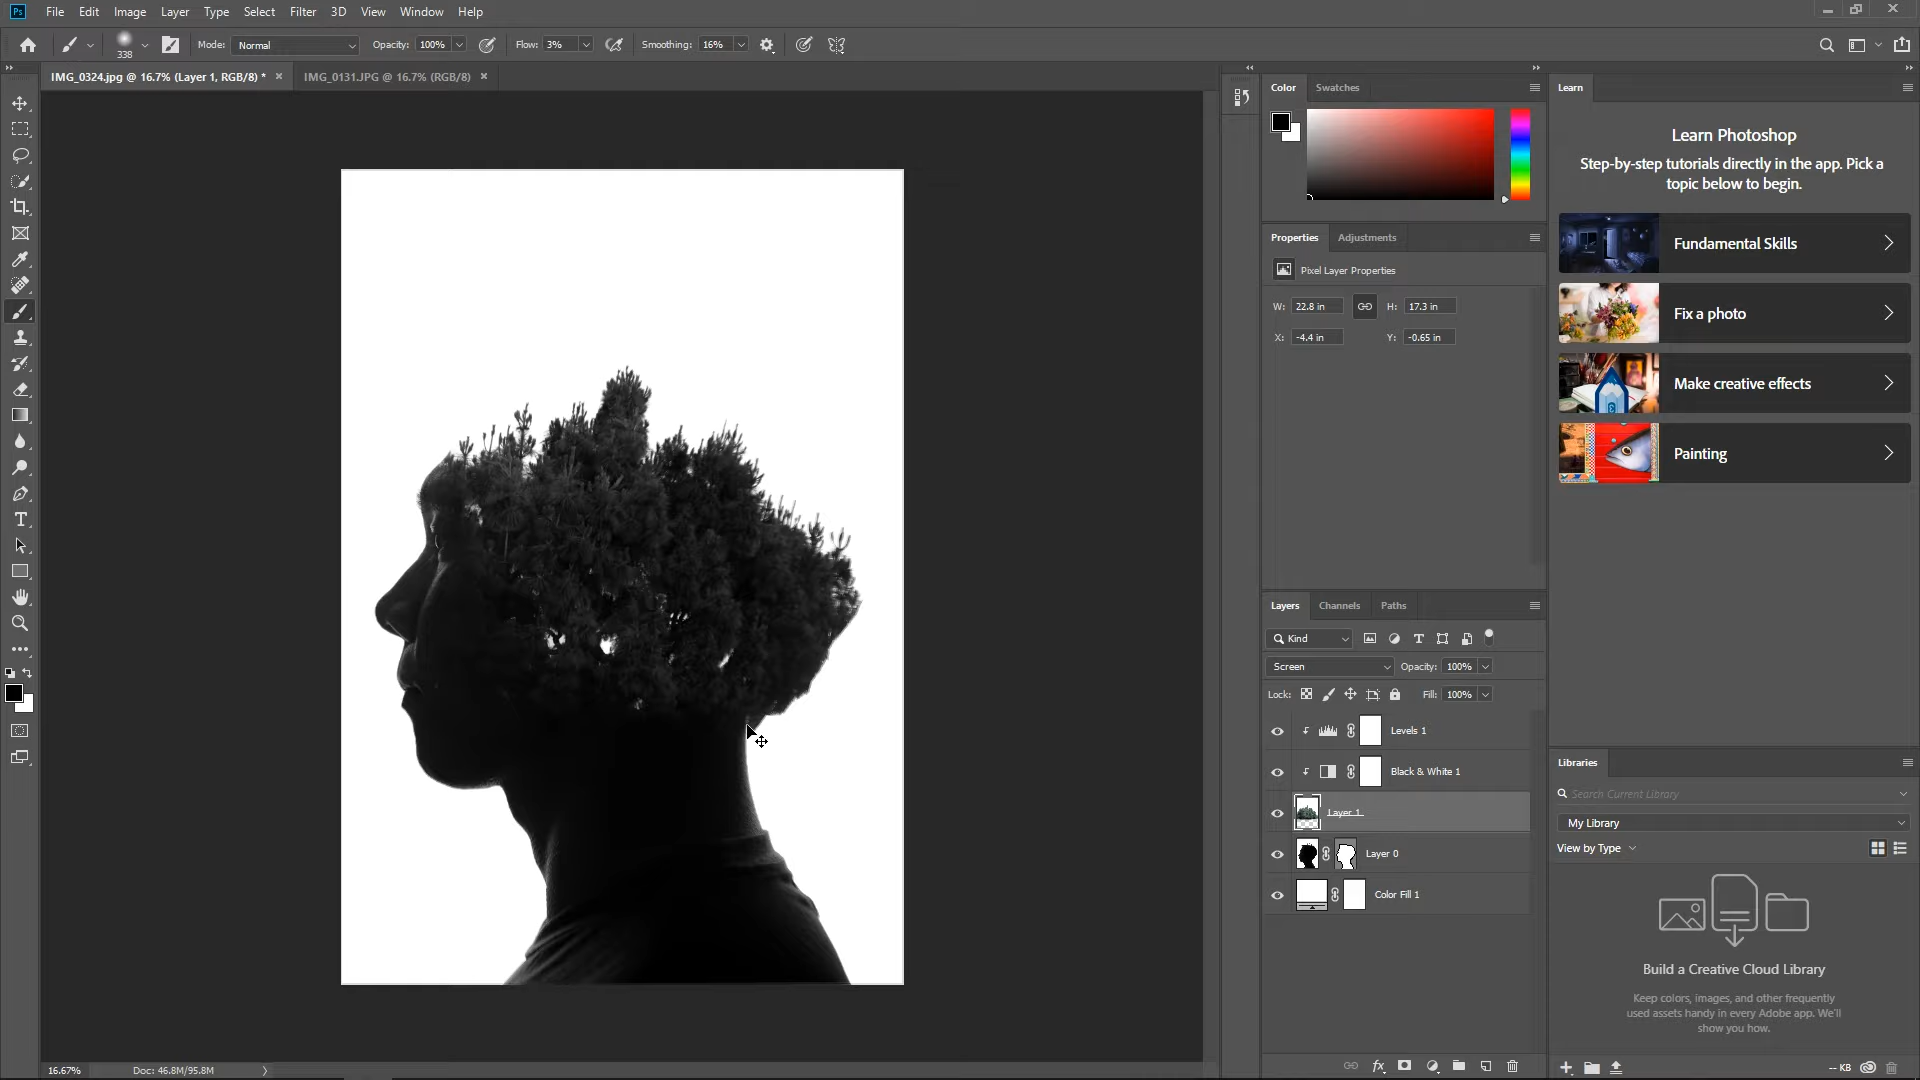 Ps File Edit Image Layer Type Select Filter 3D View Window Help
338 Mode: Normal Opacity: 100% Flow: 3% Smoothing: 16%
IMG_0324.jpg @ 16.7% (Layer 1, RGB/8) * × IMG_0131.JPG @ 16.7% (RGB/8) ×
Color Swatches
Properties Adjustments
Pixel Layer Properties
W: 22.8 in H: 17.3 in
X: -4.4 in Y: -0.65 in
Layers Channels Paths
Kind
Screen Opacity: 100%
Lock: Fill: 100%
Levels 1
Black & White 1
Layer 1
Layer 0
Color Fill 1
Learn
Learn Photoshop
Step-by-step tutorials directly in the app. Pick a
topic below to begin.
Fundamental Skills
Fix a photo
Make creative effects
Painting
Libraries
Search Current Library
My Library
View by Type
Build a Creative Cloud Library
Keep colors, images, and other frequently
used assets handy in every Adobe app. We'll
show you how.
-- KB
16.67% Doc: 46.8M/95.8M